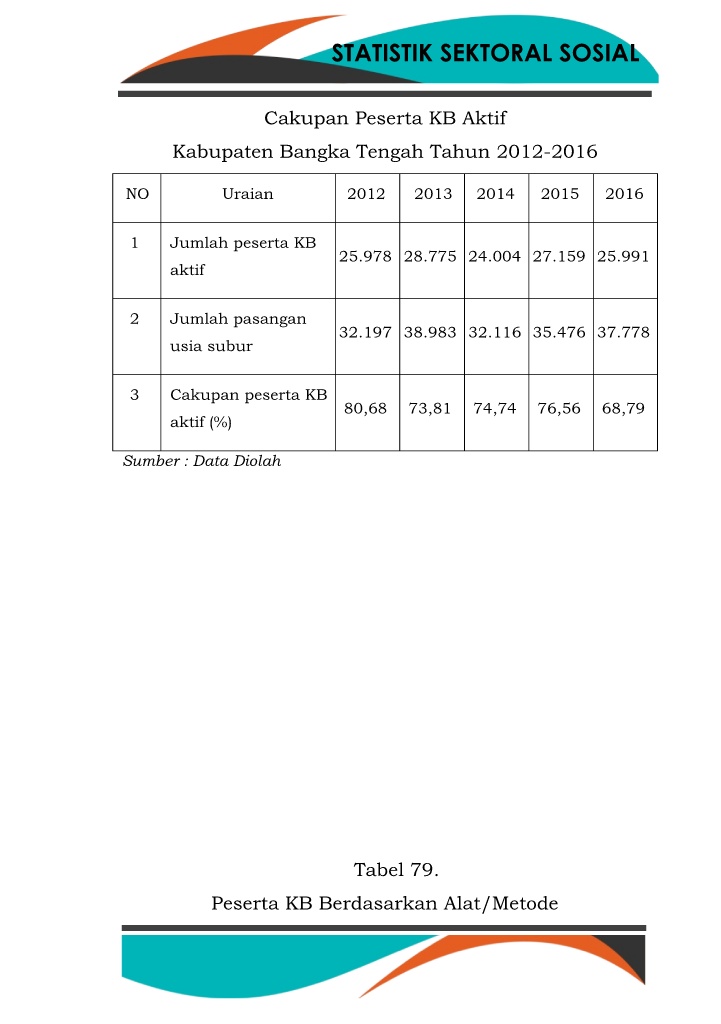 STATISTIK SEKTORAL SOSIAL
Cakupan Peserta KB Aktif
Kabupaten Bangka Tengah Tahun 2012-2016
NO Uraian 2012 2013 2014 2015 2016
1 Jumlah peserta KB
aktif 25.978 28.775 24.004 27.159 25.991
2 Jumlah pasangan
usia subur 32.197 38.983 32.116 35.476 37.778
3 Cakupan peserta KB
aktif (%) 80,68 73,81 74,74 76,56 68,79
Sumber : Data Diolah
Tabel 79.
Peserta KB Berdasarkan Alat/Metode